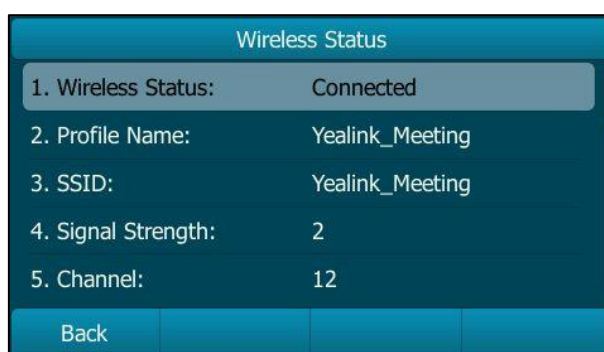 Wireless Status
1. Wireless Status: Connected
2. Profile Name: Yealink_Meeting
3. SSID: Yealink_Meeting
4. Signal Strength: 2
5. Channel: 12
Back